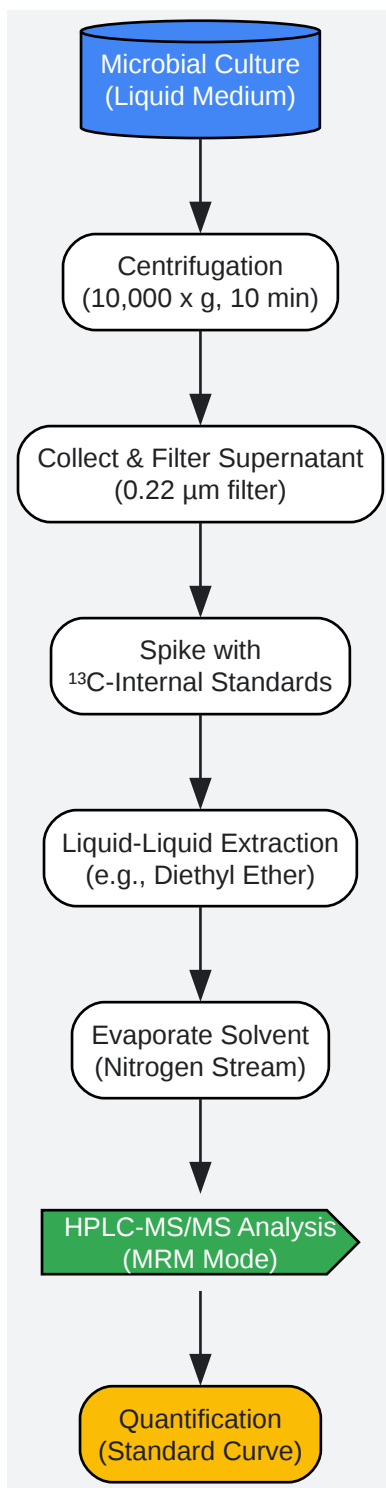 Microbial Culture
(Liquid Medium)
Centrifugation
(10,000 x g, 10 min)
Collect & Filter Supernatant
(0.22 µm filter)
Spike with
¹³C-Internal Standards
Liquid-Liquid Extraction
(e.g., Diethyl Ether)
Evaporate Solvent
(Nitrogen Stream)
HPLC-MS/MS Analysis
(MRM Mode)
Quantification
(Standard Curve)